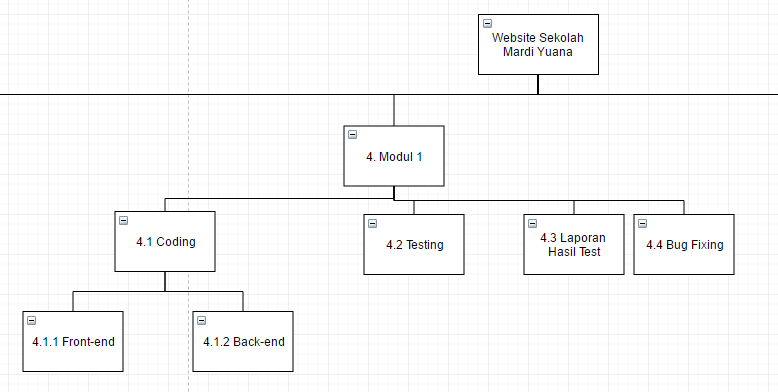 Website Sekolah
Mardi Yuana
4. Modul 1
4.1 Coding
4.2 Testing
4.3 Laporan
Hasil Test
4.4 Bug Fixing
4.1.1 Front-end
4.1.2 Back-end